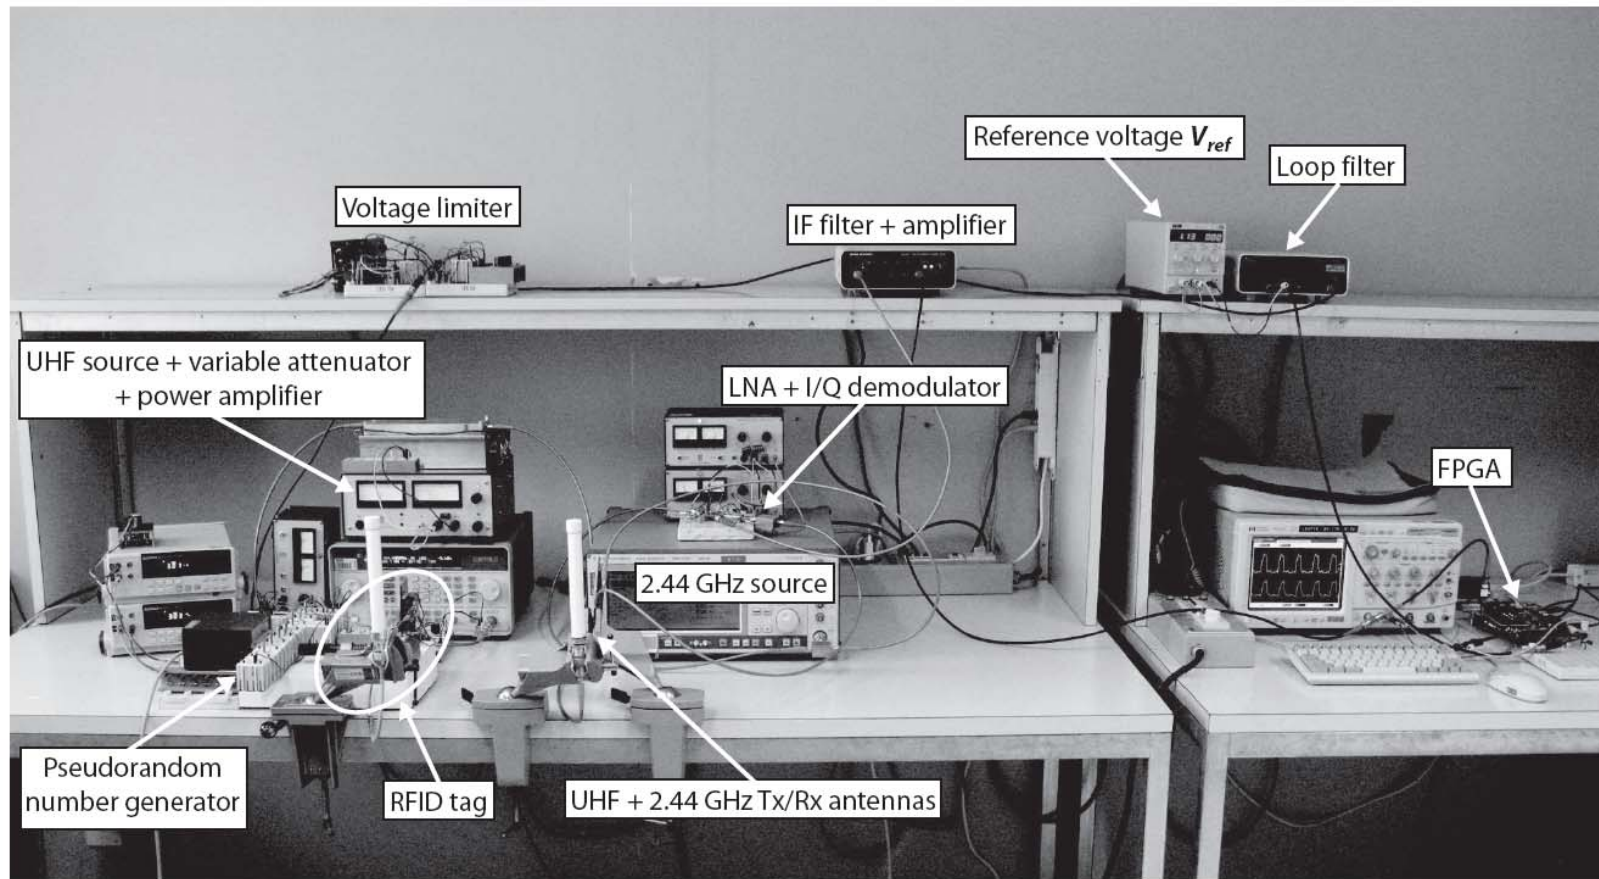 Reference voltage Vref
Loop filter
Voltage limiter
IF filter + amplifier
UHF source + variable attenuator
+ power amplifier
LNA + I/Q demodulator
FPGA
2.44 GHz source
Pseudorandom
number generator
RFID tag
UHF + 2.44 GHz Tx/Rx antennas